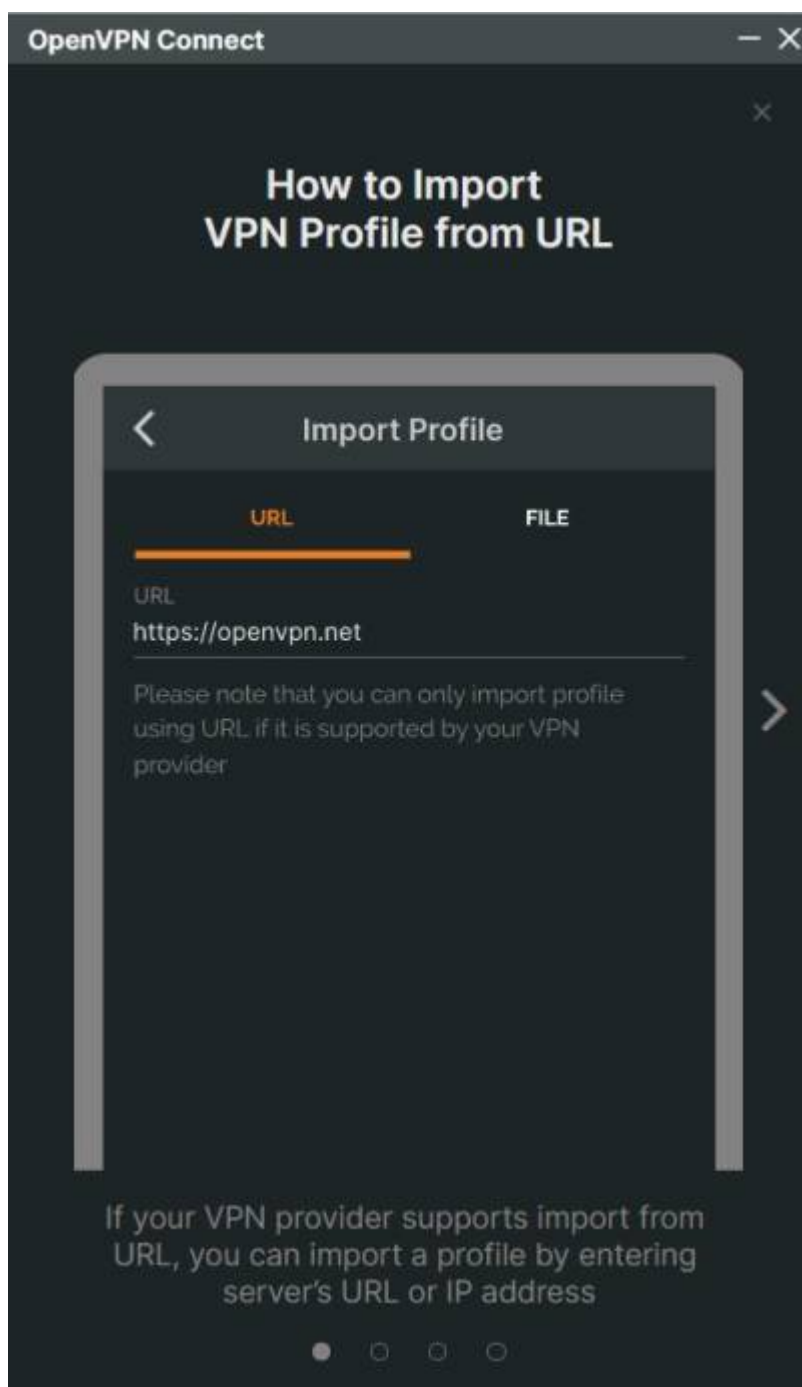 OpenVPN Connect
How to Import
VPN Profile from URL
Import Profile
URL FILE
URL
https://openvpn.net
Please note that you can only import profile
using URL if it is supported by your VPN
provider
If your VPN provider supports import from
URL, you can import a profile by entering
server's URL or IP address